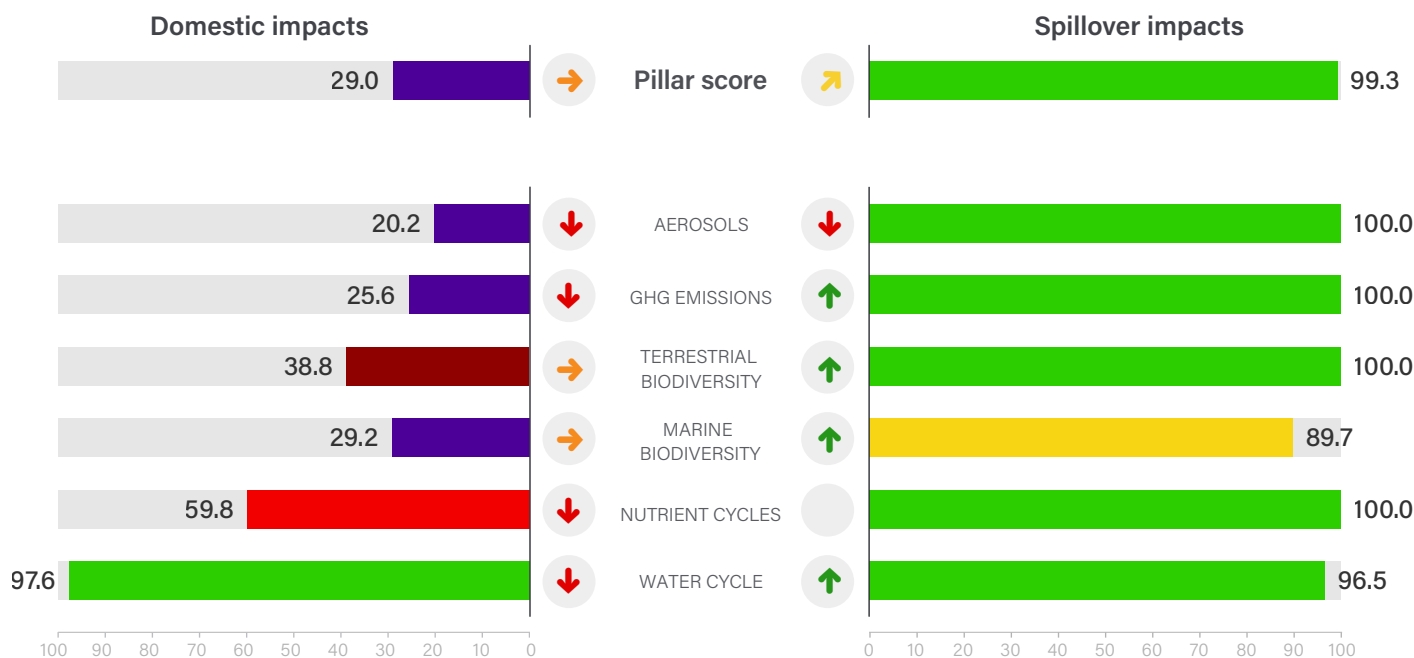 Domestic impacts
Spillover impacts
29.0
Pillar score
99.3
20.2
AEROSOLS
100.0
25.6
GHG EMISSIONS
100.0
38.8
TERRESTRIAL
BIODIVERSITY
100.0
29.2
MARINE
BIODIVERSITY
89.7
59.8
NUTRIENT CYCLES
100.0
97.6
WATER CYCLE
96.5
100 90 80 70 60 50 40 30 20 10 0
0 10 20 30 40 50 60 70 80 90 100